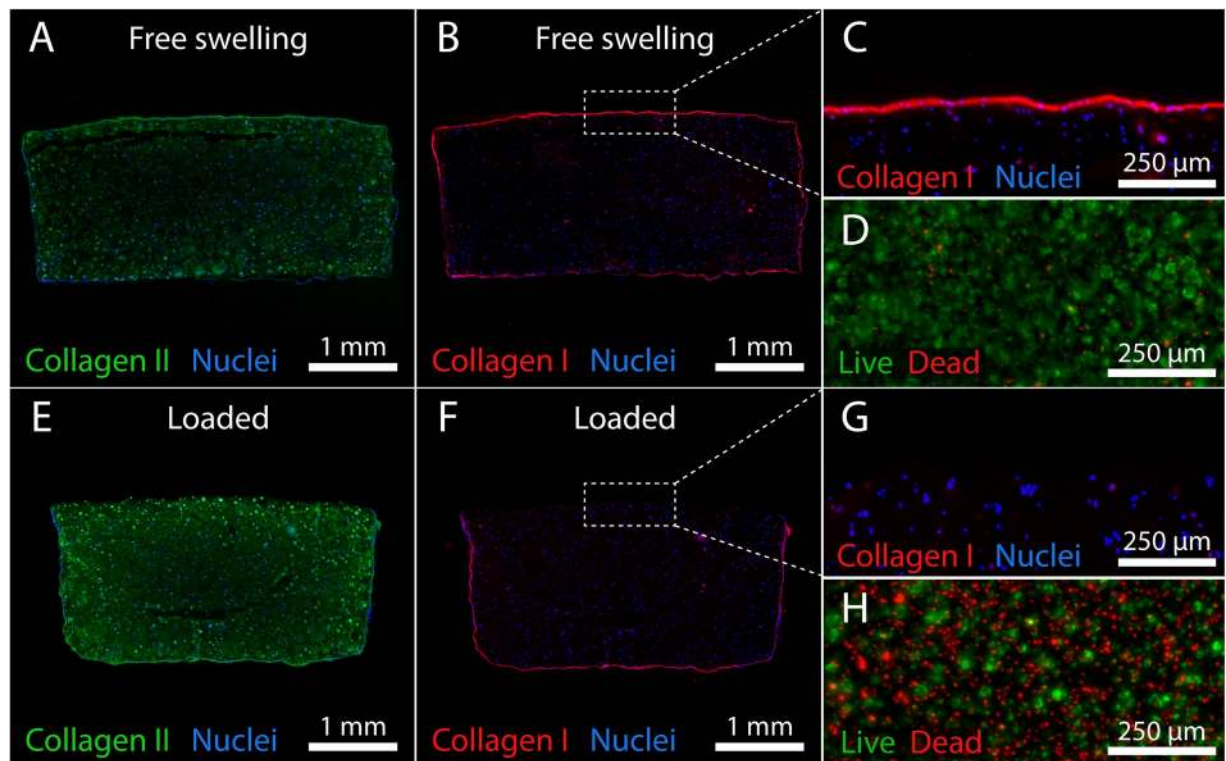 A Free swelling
Collagen II Nuclei 1 mm
B Free swelling
Collagen I Nuclei 1 mm
C
Collagen I Nuclei 250 µm
D
Live Dead 250 µm
E Loaded
Collagen II Nuclei 1 mm
F Loaded
Collagen I Nuclei 1 mm
G
Collagen I Nuclei 250 µm
H
Live Dead 250 µm